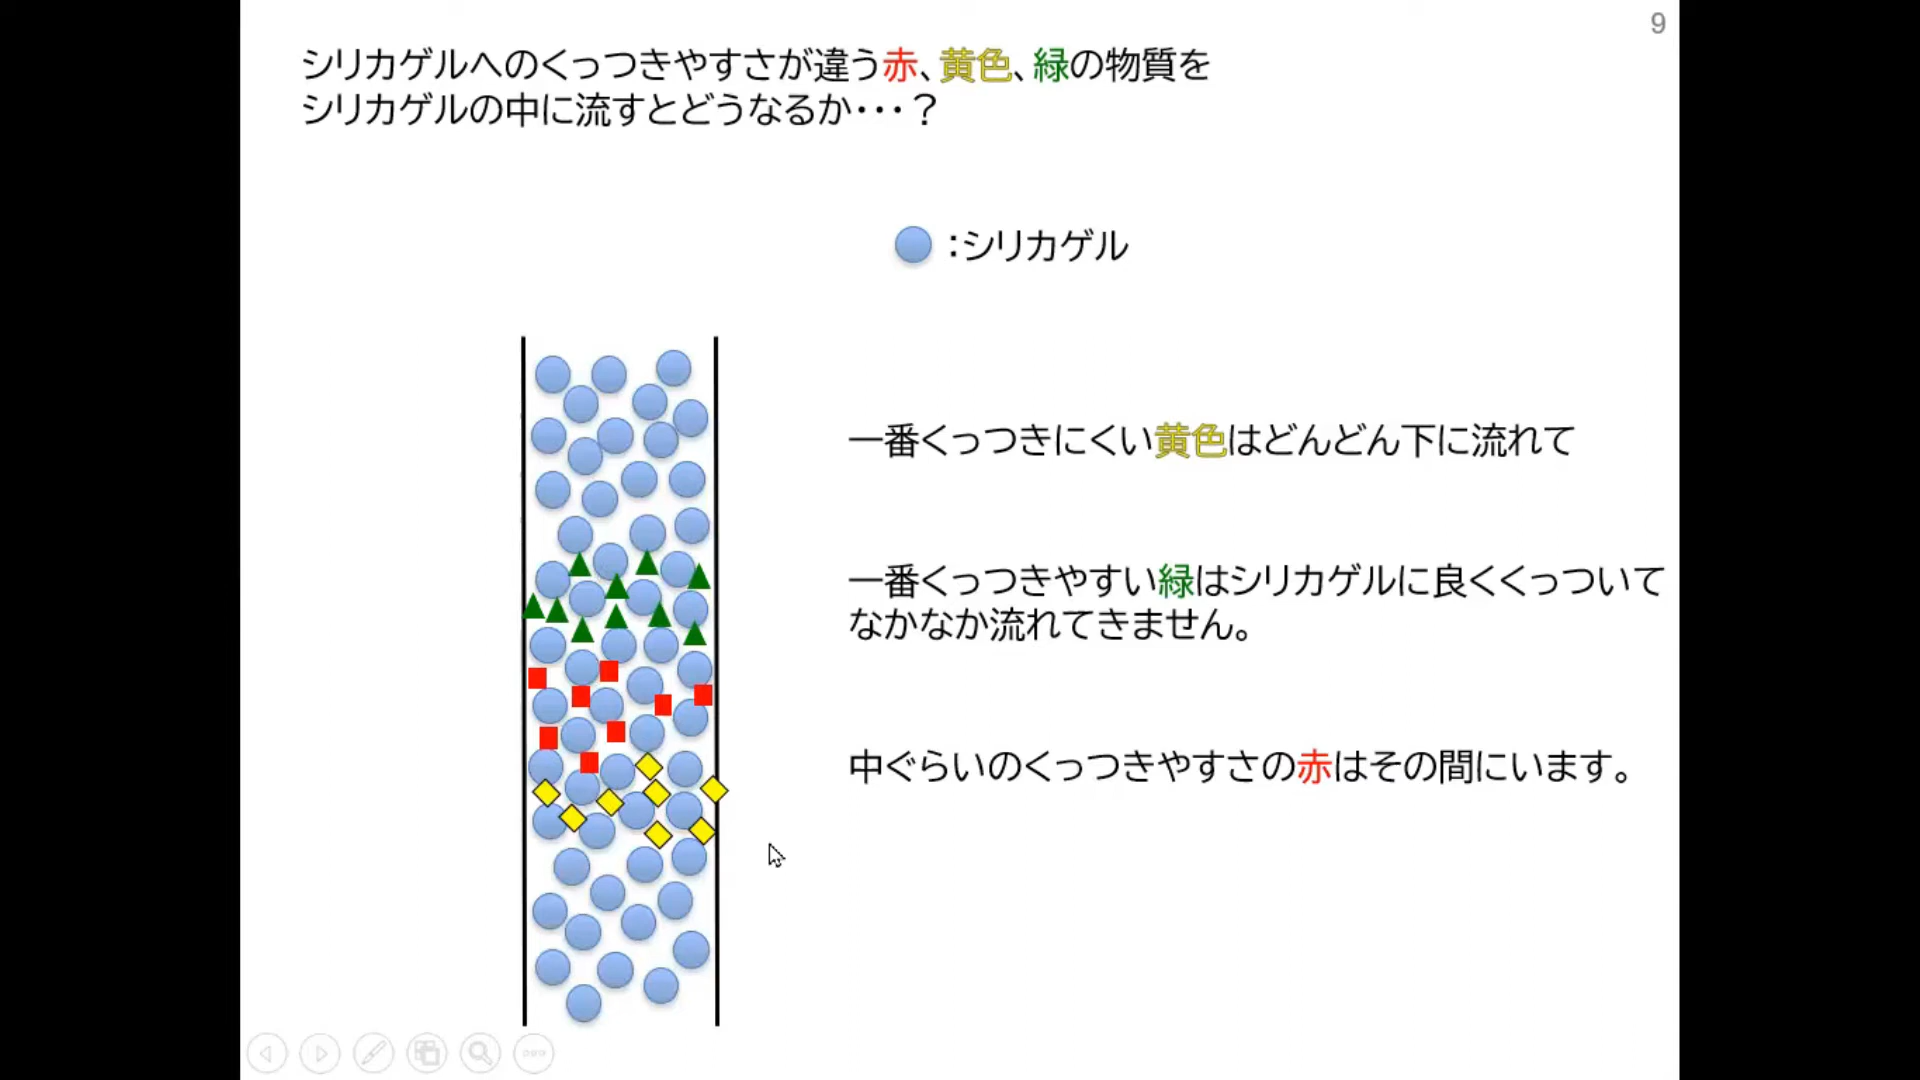 9
シリカゲルへのくっつきやすさが違う赤、黄色、緑の物質を
シリカゲルの中に流すとどうなるか・・・？
：シリカゲル
一番くっつきにくい黄色はどんどん下に流れて
一番くっつきやすい緑はシリカゲルに良くくっついて
なかなか流れてきません。
中ぐらいのくっつきやすさの赤はその間にいます。